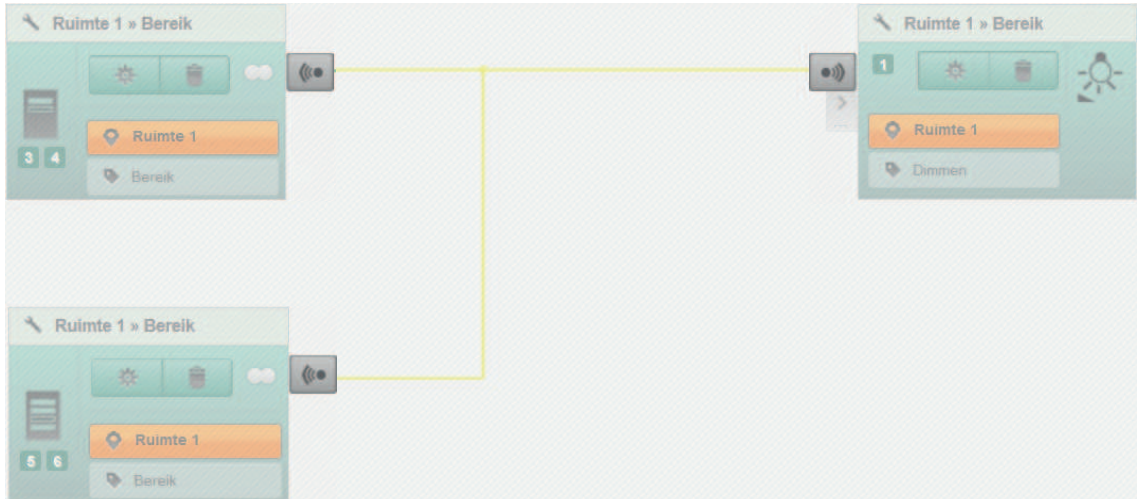 Ruimte 1 » Bereik
Ruimte 1
3 4
Bereik
Ruimte 1 » Bereik
1
Ruimte 1
Dimmen
Ruimte 1 » Bereik
Ruimte 1
5 6
Bereik